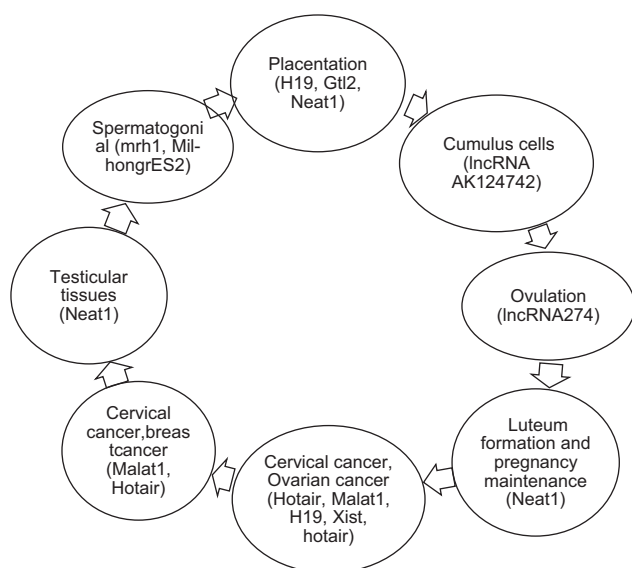 Placentation
(H19, Gtl2,
Neat1)
Cumulus cells
(lncRNA
AK124742)
Ovulation
(lncRNA274)
Luteum
formation and
pregnancy
maintenance
(Neat1)
Cervical cancer,
Ovarian cancer
(Hotair, Malat1,
H19, Xist,
hotair)
Cervical
cancer,breas
tcancer
(Malat1,
Hotair)
Testicular
tissues
(Neat1)
Spermatogoni
al (mrh1, Mil-
hongrES2)